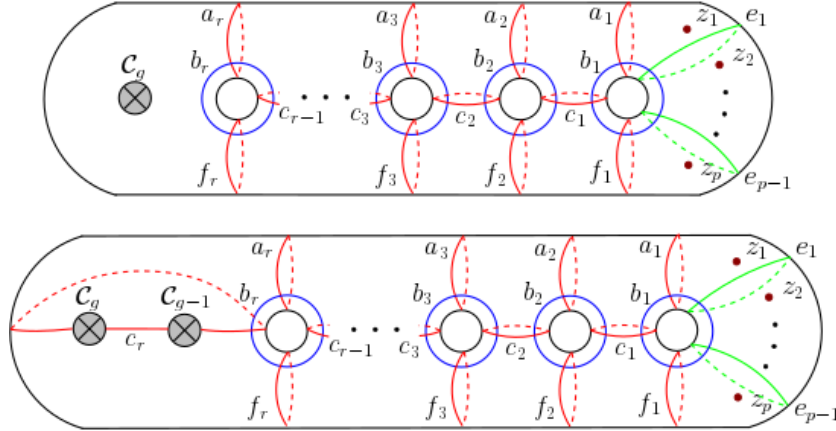 a_r a_3 a_2 a_1 z_1 e_1
C_g b_r b_3 b_2 b_1 z_2
c_{r-1} c_3 c_2 c_1
f_r f_3 f_2 f_1 z_p e_{p-1}
a_r a_3 a_2 a_1 z_1 e_1
C_g C_{g-1} b_r b_3 b_2 b_1 z_2
c_r c_{r-1} c_3 c_2 c_1
f_r f_3 f_2 f_1 z_p e_{p-1}